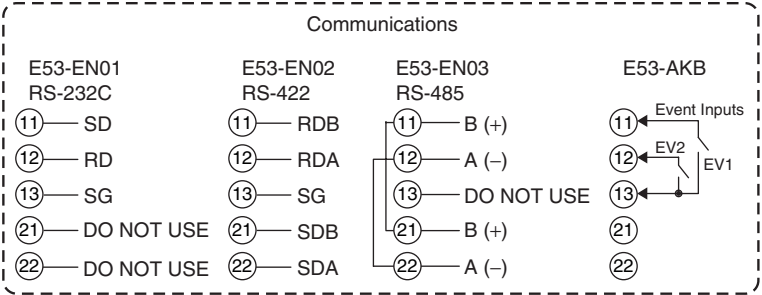 Communications
E53-EN01
RS-232C
11 SD
12 RD
13 SG
21 DO NOT USE
22 DO NOT USE
E53-EN02
RS-422
11 RDB
12 RDA
13 SG
21 SDB
22 SDA
E53-EN03
RS-485
11 B (+)
12 A (−)
13 DO NOT USE
21 B (+)
22 A (−)
E53-AKB
11 Event Inputs
12 EV2
EV1
13
21
22